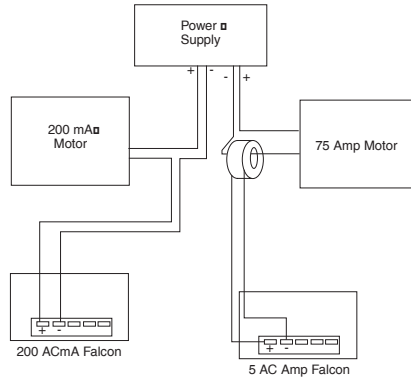 Power
Supply
+ - - +
200 mA
Motor
75 Amp Motor
+ -
200 ACmA Falcon
+ -
5 AC Amp Falcon